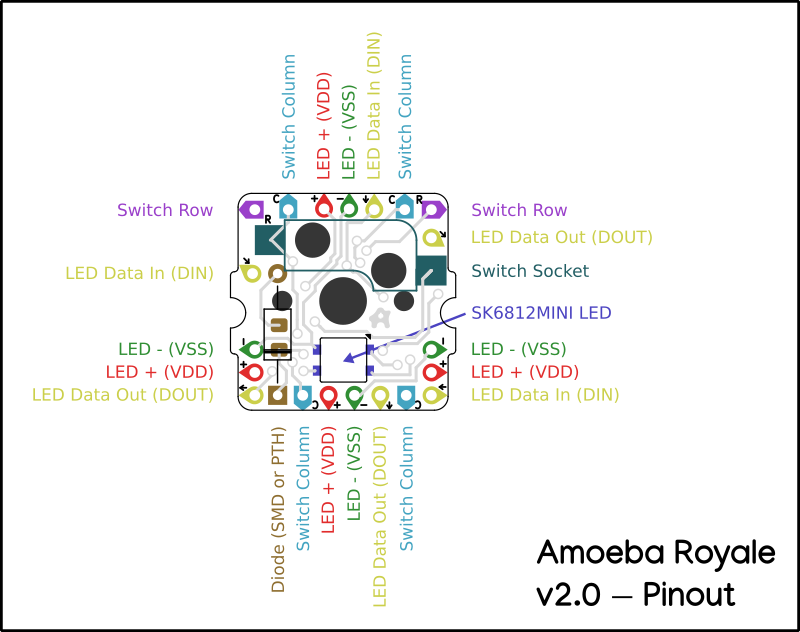 Switch Column
LED + (VDD)
LED - (VSS)
LED Data In (DIN)
Switch Column
Switch Row
C
+
−
C
R
Switch Row
R
LED Data Out (DOUT)
LED Data In (DIN)
Switch Socket
SK6812MINI LED
LED - (VSS)
−
−
LED - (VSS)
LED + (VDD)
+
+
LED + (VDD)
LED Data Out (DOUT)
LED Data In (DIN)
C
+
−
C
Diode (SMD or PTH)
Switch Column
LED + (VDD)
LED - (VSS)
LED Data Out (DOUT)
Switch Column
Amoeba Royale
v2.0 – Pinout